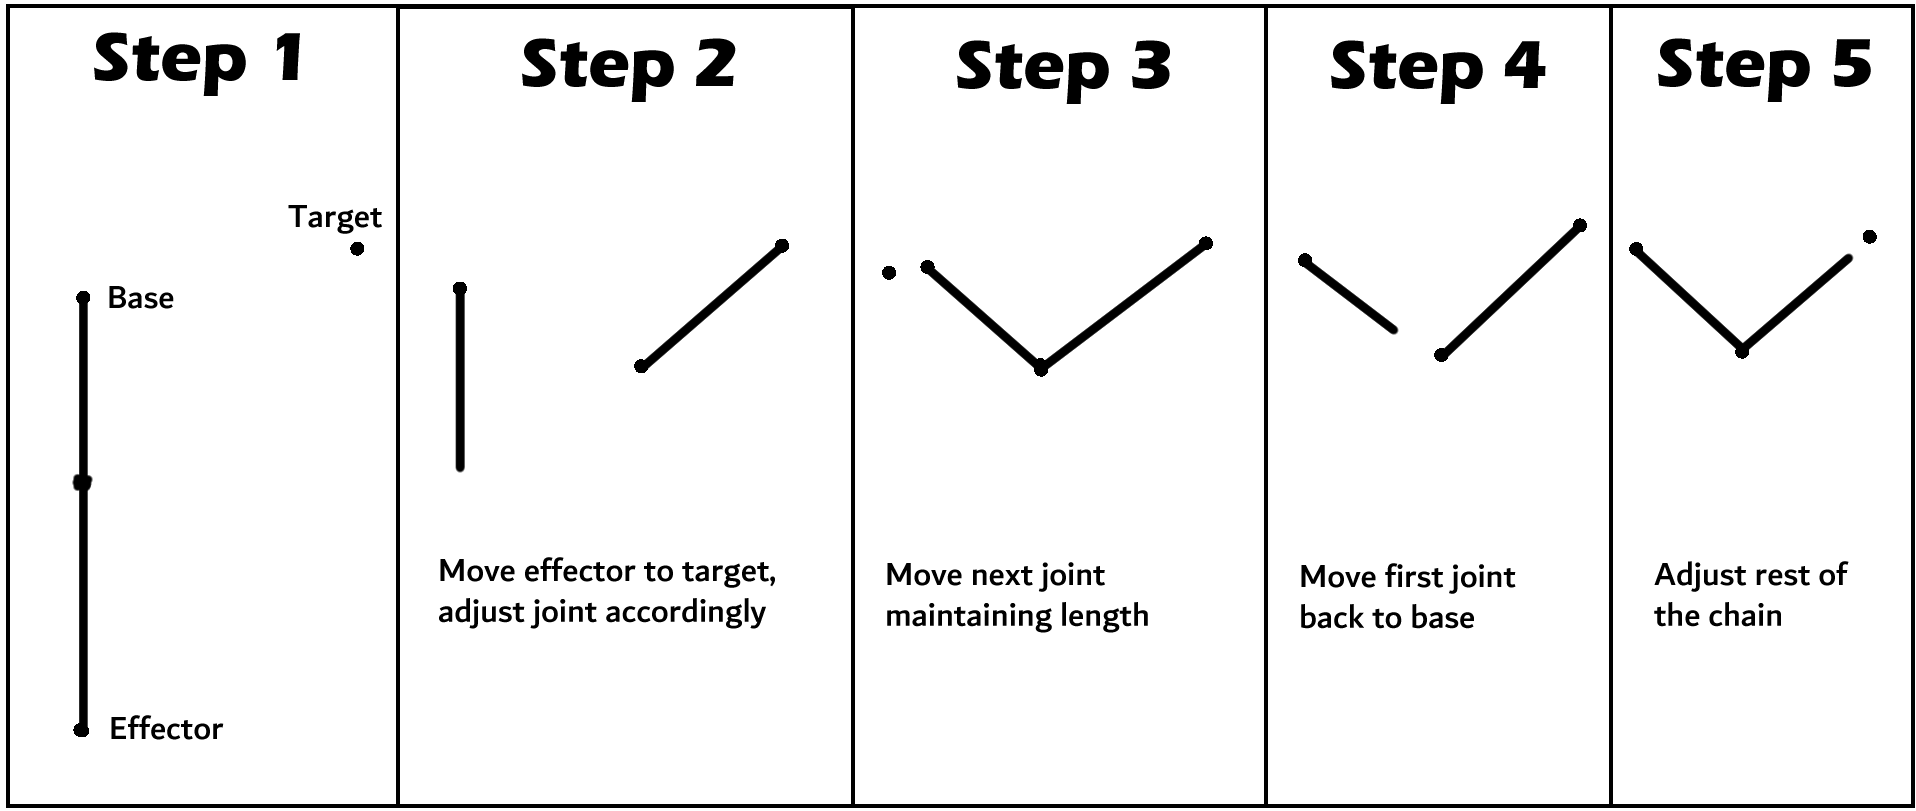 Step 1
Target
Base
Effector
Step 2
Move effector to target,
adjust joint accordingly
Step 3
Move next joint
maintaining length
Step 4
Move first joint
back to base
Step 5
Adjust rest of
the chain